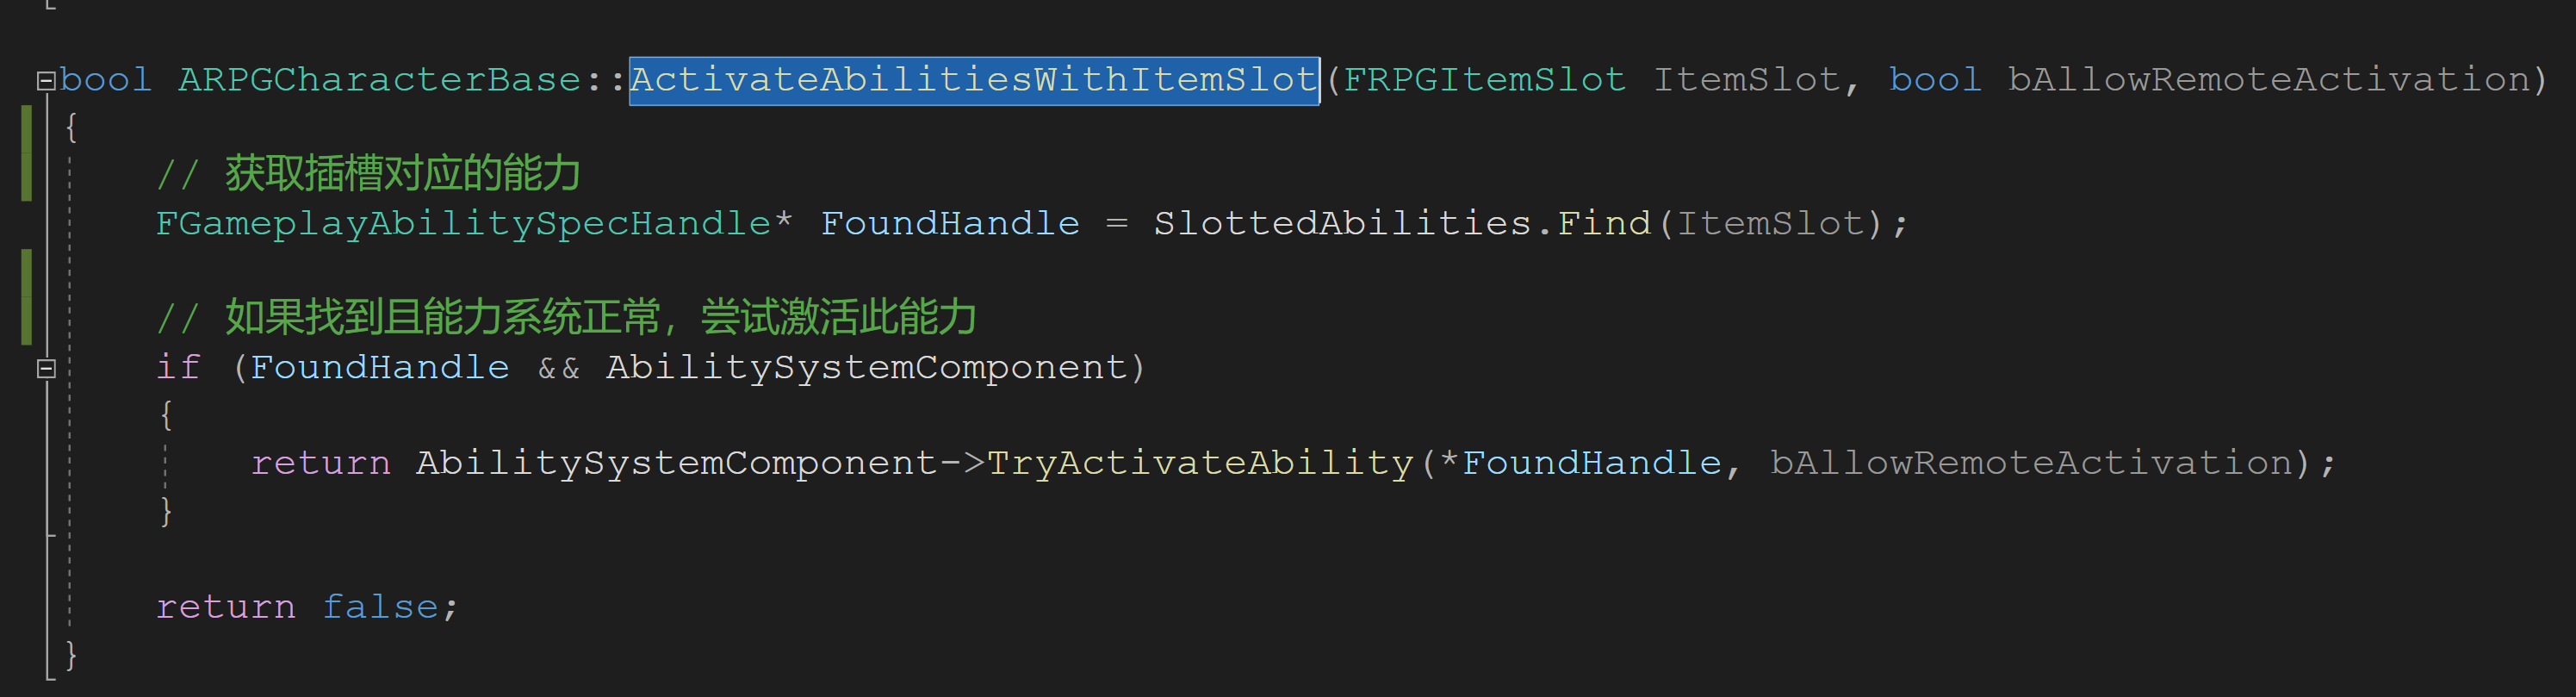 bool ARPGCharacterBase::ActivateAbilitiesWithItemSlot(FRPGItemSlot ItemSlot, bool bAllowRemoteActivation)
{
// 获取插槽对应的能力
FGameplayAbilitySpecHandle* FoundHandle = SlottedAbilities.Find(ItemSlot);
// 如果找到且能力系统正常，尝试激活此能力
if (FoundHandle && AbilitySystemComponent)
{
return AbilitySystemComponent->TryActivateAbility(*FoundHandle, bAllowRemoteActivation);
}
return false;
}